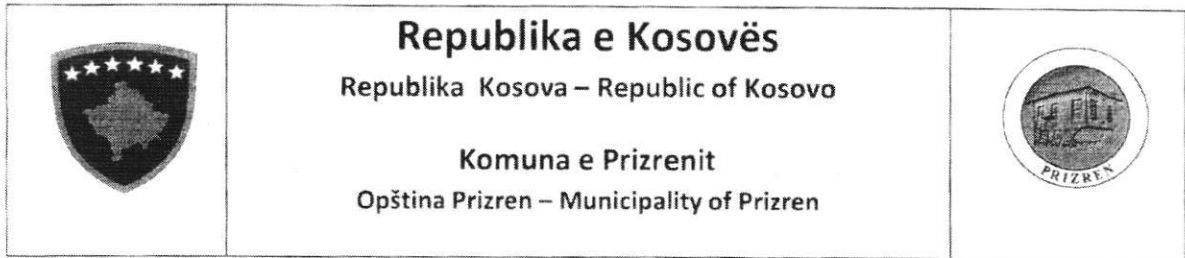 Republika e Kosovës
Republika Kosova – Republic of Kosovo
Komuna e Prizrenit
Opština Prizren – Municipality of Prizren
PRIZREN